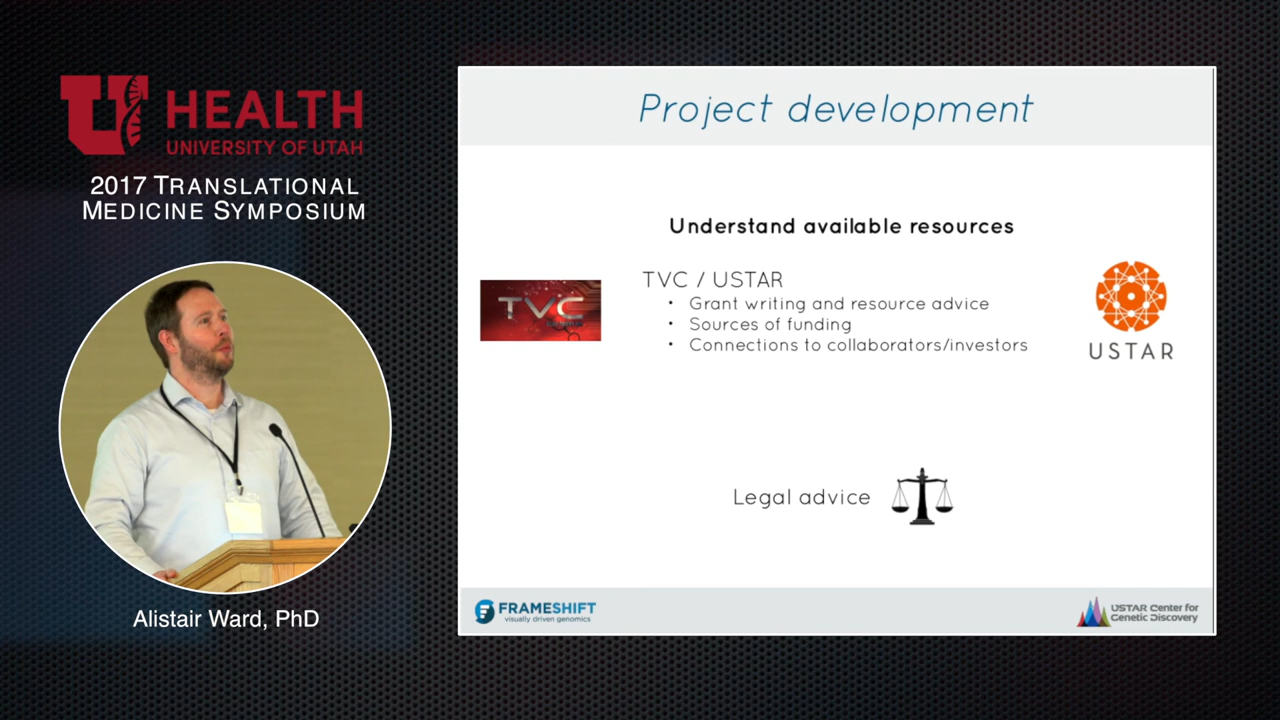 U HEALTH
UNIVERSITY OF UTAH
2017 TRANSLATIONAL
MEDICINE SYMPOSIUM
Alistair Ward, PhD
Project development
Understand available resources
TVC
TVC / USTAR
• Grant writing and resource advice
• Sources of funding
• Connections to collaborators/investors
USTAR
Legal advice
FRAMESHIFT
visually driven genomics
USTAR Center for
Genetic Discovery